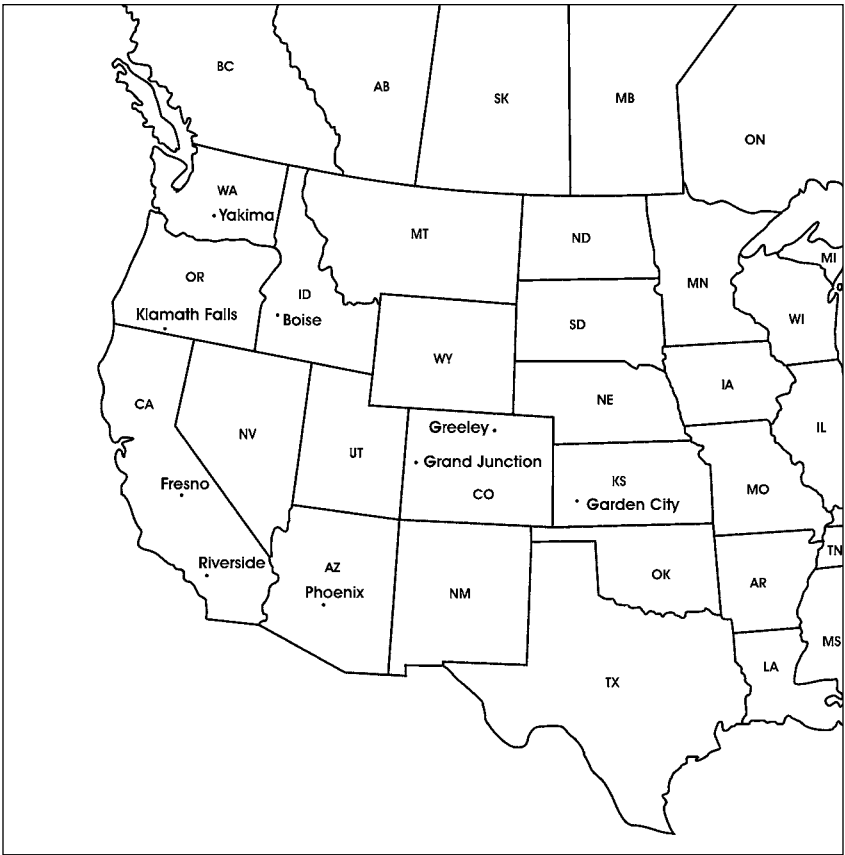 BC
AB
SK
MB
ON
WA
Yakima
MT
ND
MN
MI
OR
ID
Klamath Falls
Boise
SD
WI
WY
CA
NE
IA
NV
UT
Greeley
IL
Grand Junction
KS
CO
MO
Fresno
Garden City
Riverside
AZ
TN
Phoenix
NM
OK
AR
MS
TX
LA